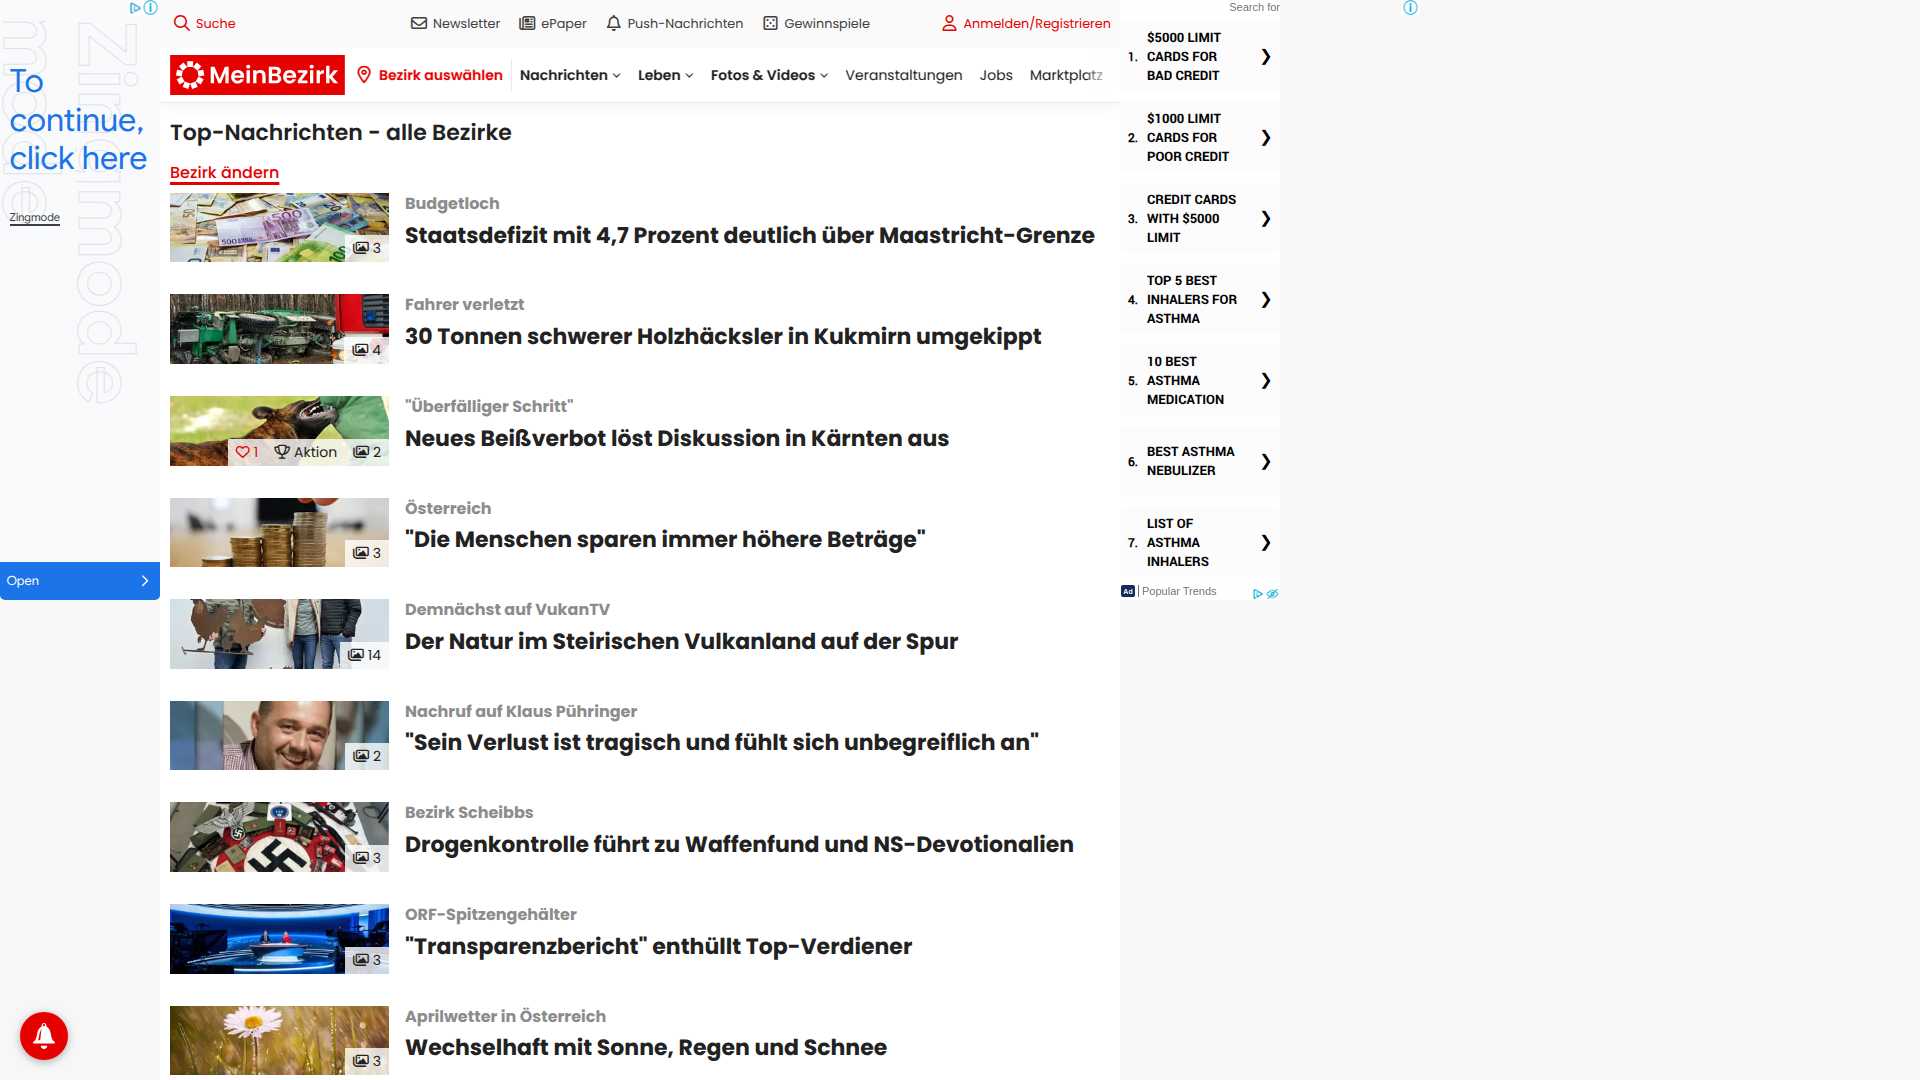 Suche
Newsletter
ePaper
Push-Nachrichten
Gewinnspiele
Anmelden/Registrieren
MeinBezirk
Bezirk auswählen
Nachrichten
Leben
Fotos & Videos
Veranstaltungen
Jobs
Marktplatz
Zingmode
Zingmode
To
continue,
click here
Zingmode
Open
Top-Nachrichten - alle Bezirke
Bezirk ändern
Budgetloch
Staatsdefizit mit 4,7 Prozent deutlich über Maastricht-Grenze
3
Fahrer verletzt
30 Tonnen schwerer Holzhäcksler in Kukmirn umgekippt
4
"Überfälliger Schritt"
Neues Beißverbot löst Diskussion in Kärnten aus
1 Aktion 2
Österreich
"Die Menschen sparen immer höhere Beträge"
3
Demnächst auf VukanTV
Der Natur im Steirischen Vulkanland auf der Spur
14
Nachruf auf Klaus Pühringer
"Sein Verlust ist tragisch und fühlt sich unbegreiflich an"
2
Bezirk Scheibbs
Drogenkontrolle führt zu Waffenfund und NS-Devotionalien
3
ORF-Spitzengehälter
"Transparenzbericht" enthüllt Top-Verdiener
3
Aprilwetter in Österreich
Wechselhaft mit Sonne, Regen und Schnee
3
Search for
1. $5000 LIMIT
CARDS FOR
BAD CREDIT
2. $1000 LIMIT
CARDS FOR
POOR CREDIT
3. CREDIT CARDS
WITH $5000
LIMIT
4. TOP 5 BEST
INHALERS FOR
ASTHMA
5. 10 BEST
ASTHMA
MEDICATION
6. BEST ASTHMA
NEBULIZER
7. LIST OF
ASTHMA
INHALERS
Ad | Popular Trends